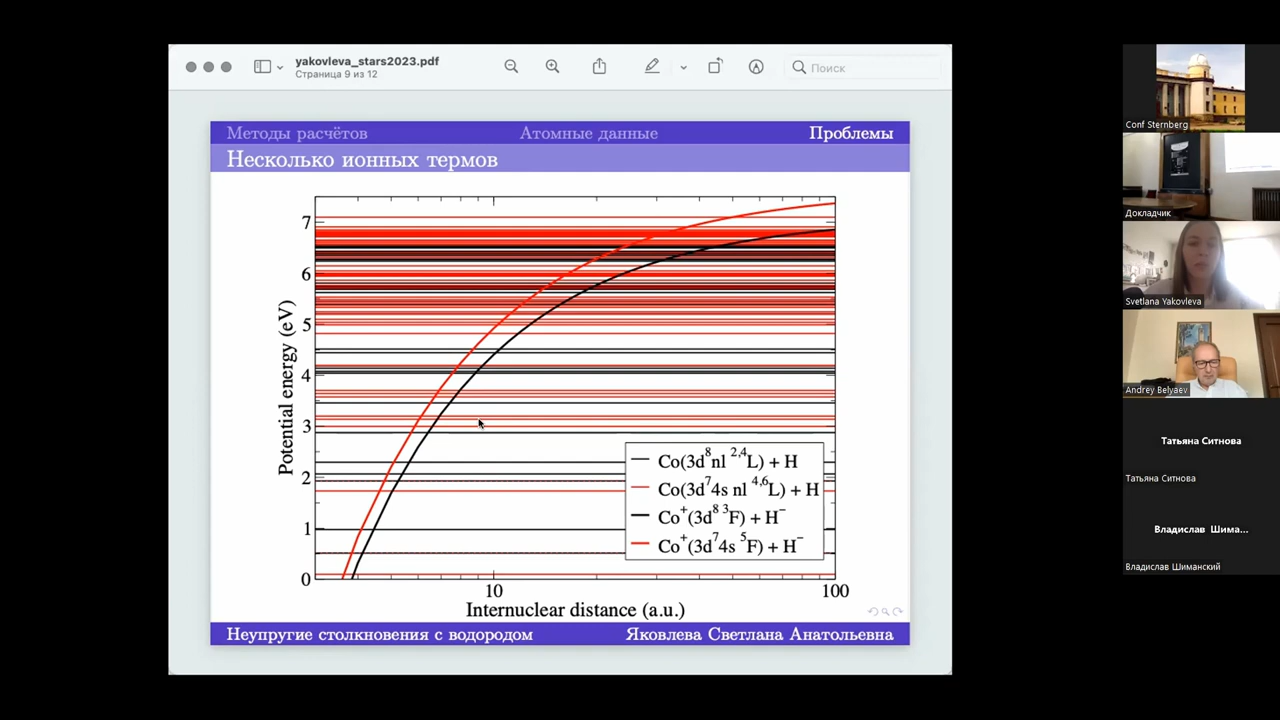 yakovleva_stars2023.pdf
Страница 9 из 12
Поиск
Методы расчётов Атомные данные Проблемы
Несколько ионных термов
7
6
5
4
3
2
1
0
Potential energy (eV)
Co(3d⁸nl ²,⁴L) + H
Co(3d⁷4s nl ⁴,⁶L) + H
Co⁺(3d⁸ ³F) + H⁻
Co⁺(3d⁷4s ⁵F) + H⁻
10 100
Internuclear distance (a.u.)
Неупругие столкновения с водородом Яковлева Светлана Анатольевна
Conf Sternberg
Докладчик
Svetlana Yakovleva
Andrey Belyaev
Татьяна Ситнова
Татьяна Ситнова
Владислав Шима...
Владислав Шиманский